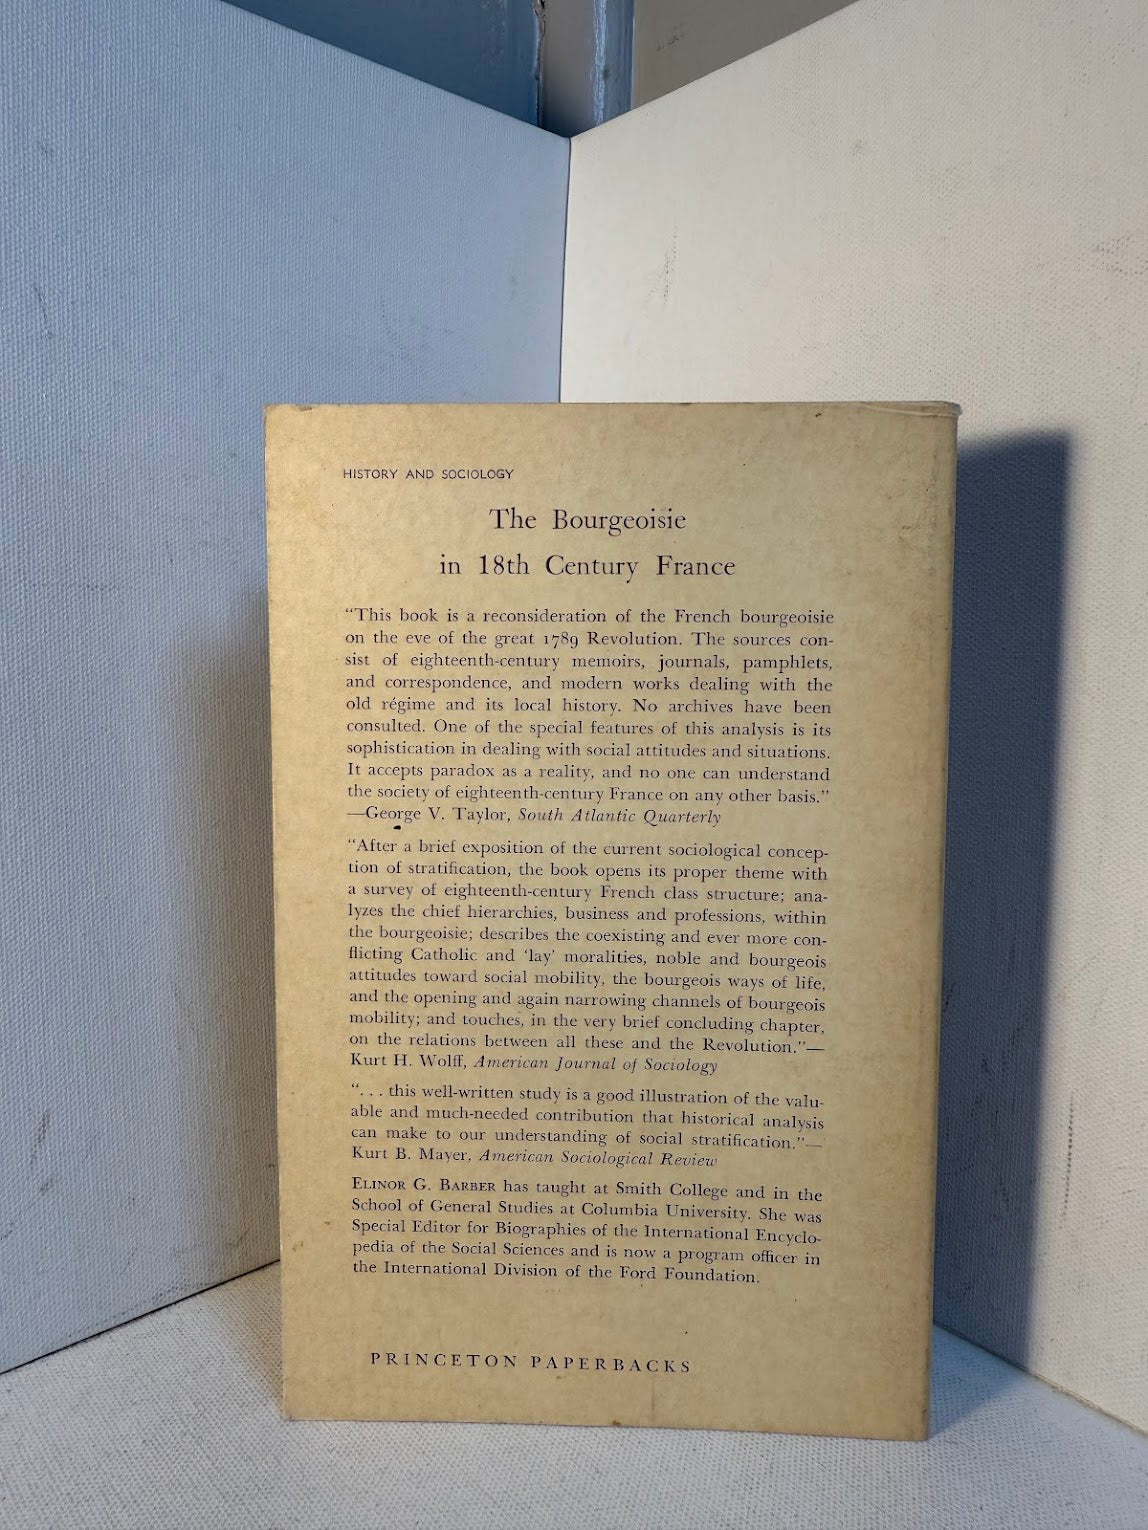 HISTORY AND SOCIOLOGY
The Bourgeoisie
in 18th Century France
“This book is a reconsideration of the French bourgeoisie
on the eve of the great 1789 Revolution. The sources con-
sist of eighteenth-century memoirs, journals, pamphlets,
and correspondence, and modern works dealing with the
old régime and its local history. No archives have been
consulted. One of the special features of this analysis is its
sophistication in dealing with social attitudes and situations.
It accepts paradox as a reality, and no one can understand
the society of eighteenth-century France on any other basis.”
—George V. Taylor, South Atlantic Quarterly
“After a brief exposition of the current sociological concep-
tion of stratification, the book opens its proper theme with
a survey of eighteenth-century French class structure; ana-
lyzes the chief hierarchies, business and professions, within
the bourgeoisie; describes the coexisting and ever more con-
flicting Catholic and ‘lay’ moralities, noble and bourgeois
attitudes toward social mobility, the bourgeois ways of life,
and the opening and again narrowing channels of bourgeois
mobility; and touches, in the very brief concluding chapter,
on the relations between all these and the Revolution.”—
Kurt H. Wolff, American Journal of Sociology
“. . . this well-written study is a good illustration of the valu-
able and much-needed contribution that historical analysis
can make to our understanding of social stratification.”—
Kurt B. Mayer, American Sociological Review
ELINOR G. BARBER has taught at Smith College and in the
School of General Studies at Columbia University. She was
Special Editor for Biographies of the International Encyclo-
pedia of the Social Sciences and is now a program officer in
the International Division of the Ford Foundation.
PRINCETON PAPERBACKS